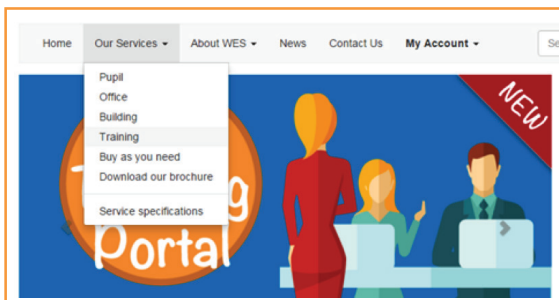 Home Our Services About WES News Contact Us My Account Se
Pupil
Office
Building
Training
Buy as you need
Download our brochure
Service specifications
NEW
Portal